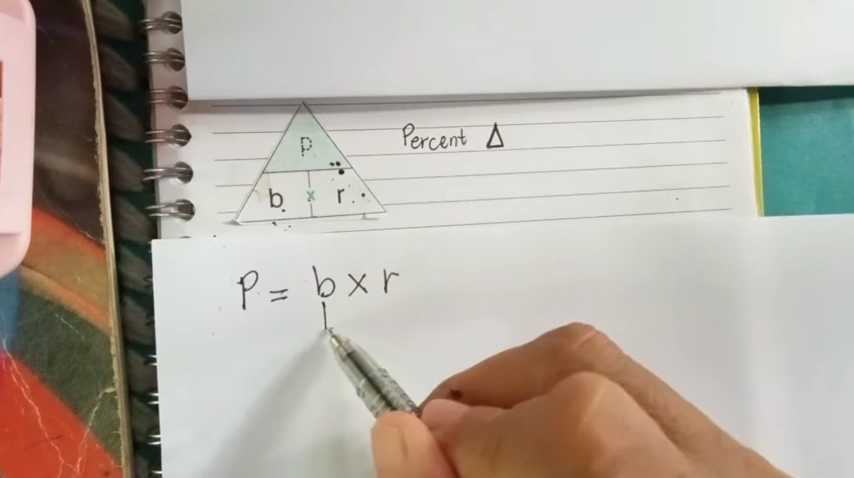 P
Percent Δ
b x r
P = b x r